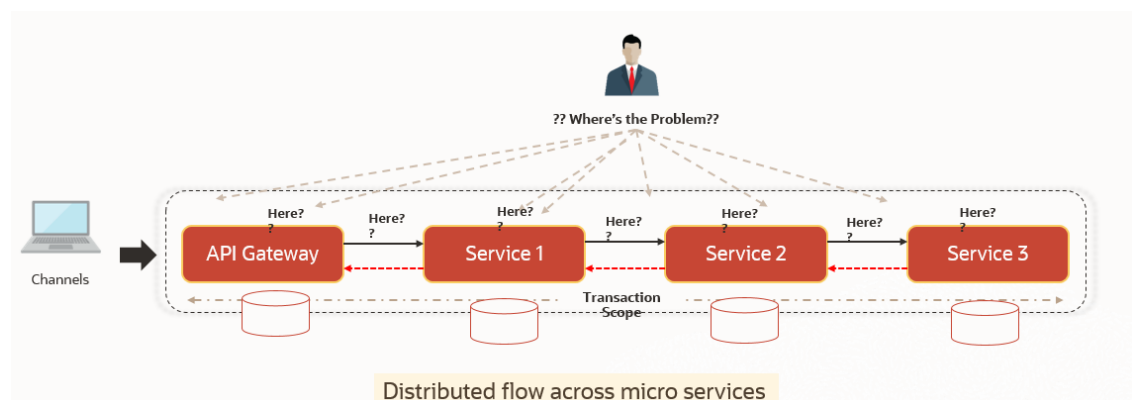 ?? Where's the Problem??
Here?
?
Here?
?
Here?
?
Here?
?
Here?
?
Here?
?
Here?
?
API Gateway
Service 1
Service 2
Service 3
Channels
Transaction
Scope
Distributed flow across micro services